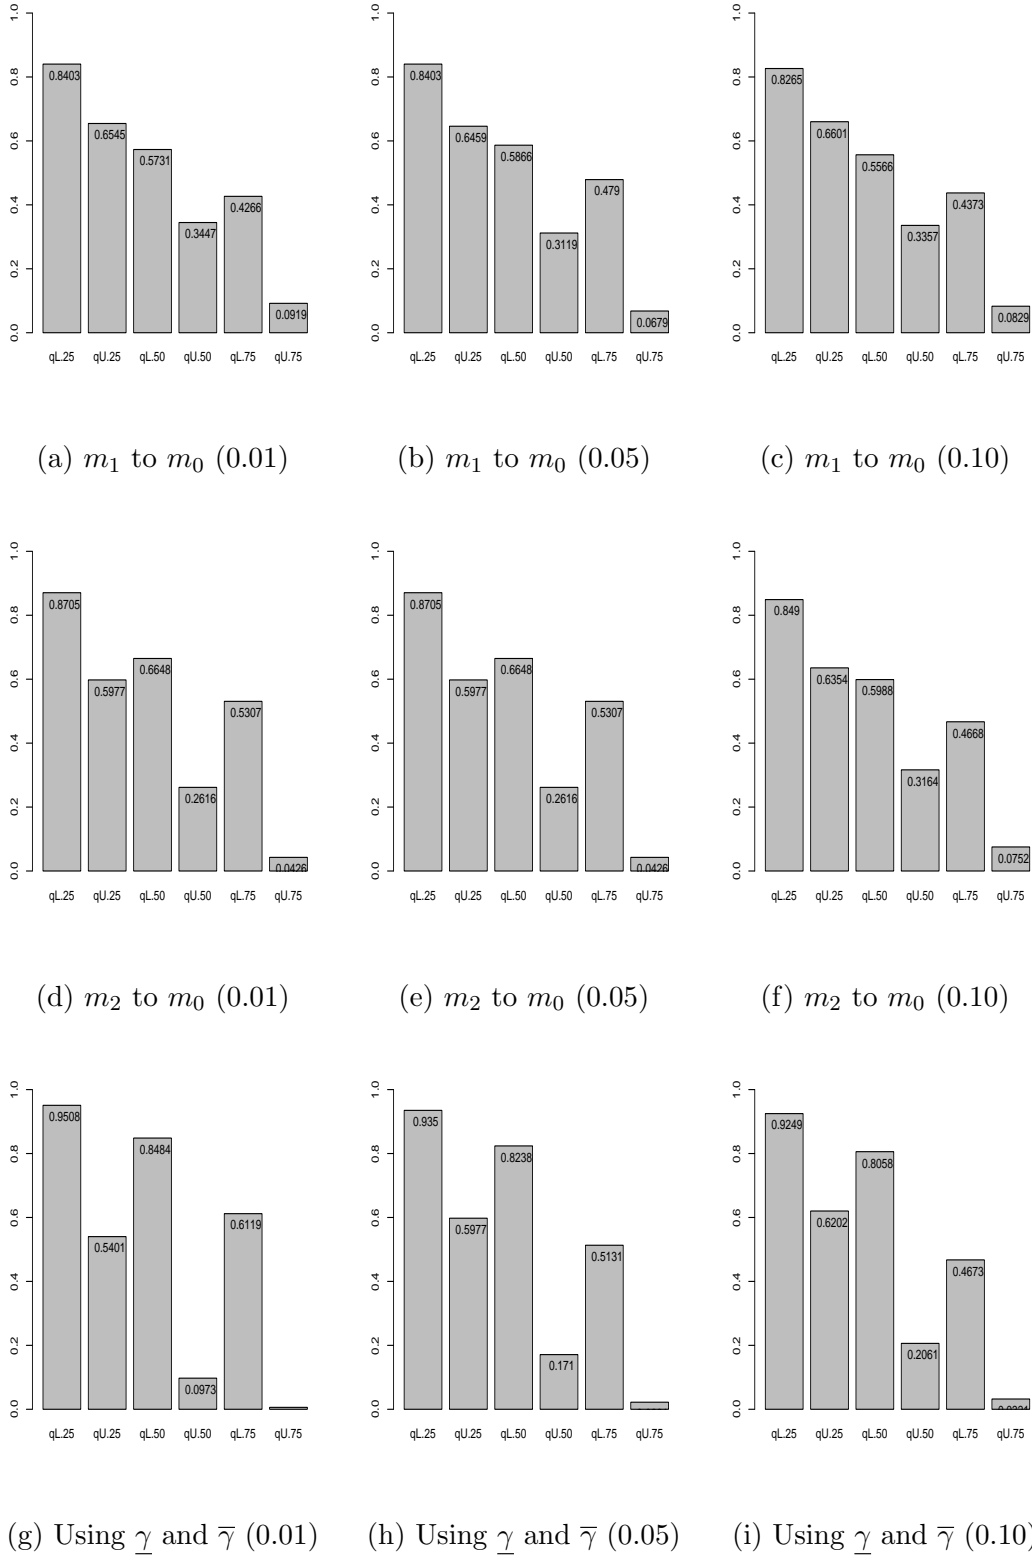 0.0 0.2 0.4 0.6 0.8 1.0
0.8403 0.6545 0.5731 0.3447 0.4266 0.0919
qL.25 qU.25 qL.50 qU.50 qL.75 qU.75
(a) m₁ to m₀ (0.01)
0.0 0.2 0.4 0.6 0.8 1.0
0.8403 0.6459 0.5866 0.3119 0.479 0.0679
qL.25 qU.25 qL.50 qU.50 qL.75 qU.75
(b) m₁ to m₀ (0.05)
0.0 0.2 0.4 0.6 0.8 1.0
0.8265 0.6601 0.5566 0.3357 0.4373 0.0829
qL.25 qU.25 qL.50 qU.50 qL.75 qU.75
(c) m₁ to m₀ (0.10)
0.0 0.2 0.4 0.6 0.8 1.0
0.8705 0.5977 0.6648 0.2616 0.5307 0.0426
qL.25 qU.25 qL.50 qU.50 qL.75 qU.75
(d) m₂ to m₀ (0.01)
0.0 0.2 0.4 0.6 0.8 1.0
0.8705 0.5977 0.6648 0.2616 0.5307 0.0426
qL.25 qU.25 qL.50 qU.50 qL.75 qU.75
(e) m₂ to m₀ (0.05)
0.0 0.2 0.4 0.6 0.8 1.0
0.849 0.6354 0.5988 0.3164 0.4668 0.0752
qL.25 qU.25 qL.50 qU.50 qL.75 qU.75
(f) m₂ to m₀ (0.10)
0.0 0.2 0.4 0.6 0.8 1.0
0.9508 0.5401 0.8484 0.0973 0.6119
qL.25 qU.25 qL.50 qU.50 qL.75 qU.75
(g) Using γ̲ and γ̅ (0.01)
0.0 0.2 0.4 0.6 0.8 1.0
0.935 0.5977 0.8238 0.171 0.5131
qL.25 qU.25 qL.50 qU.50 qL.75 qU.75
(h) Using γ̲ and γ̅ (0.05)
0.0 0.2 0.4 0.6 0.8 1.0
0.9249 0.6202 0.8058 0.2061 0.4673
qL.25 qU.25 qL.50 qU.50 qL.75 qU.75
(i) Using γ̲ and γ̅ (0.10)